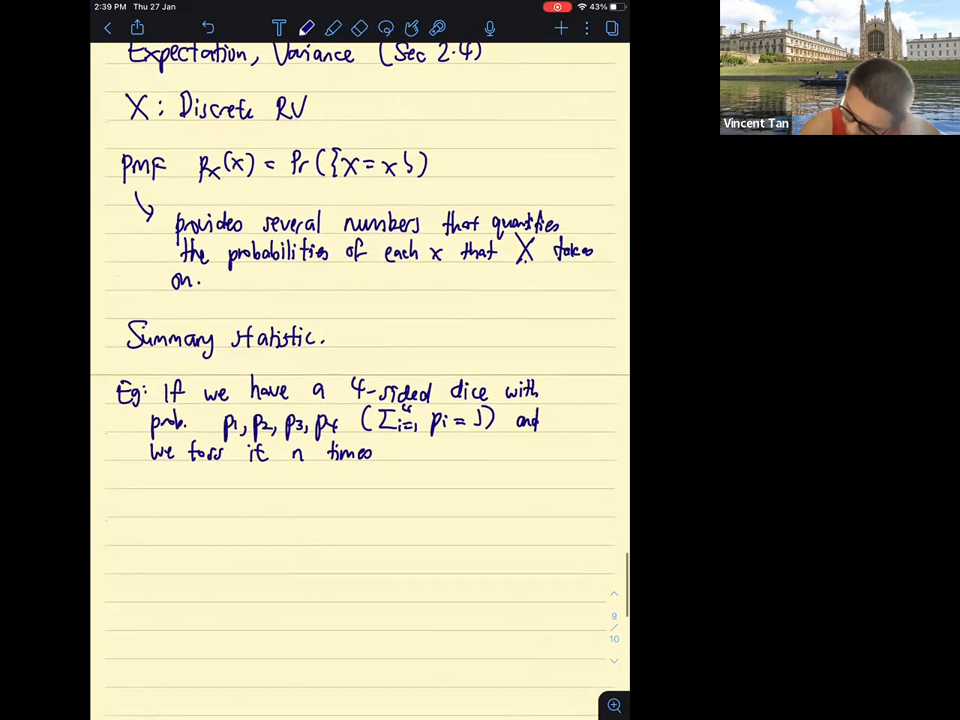 2:39 PM Thu 27 Jan
43%
Expectation, Variance (Sec 2.4)
X : Discrete RV
PMF Px(x) = Pr({X = x})
provides several numbers that quantifies
the probabilities of each x that X takes
on.
Summary statistic.
Eg: If we have a 4-sided dice with
prob. p1, p2, p3, p4 (Σi=1^4 pi = 1) and
we toss it n times
9
/
10
Vincent Tan